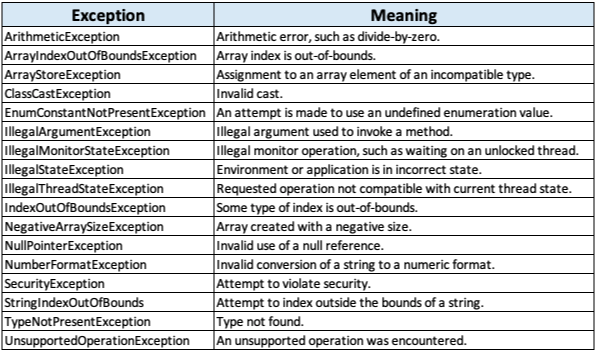 Exception Meaning
ArithmeticException Arithmetic error, such as divide-by-zero.
ArrayIndexOutOfBoundsException Array index is out-of-bounds.
ArrayStoreException Assignment to an array element of an incompatible type.
ClassCastException Invalid cast.
EnumConstantNotPresentException An attempt is made to use an undefined enumeration value.
IllegalArgumentException Illegal argument used to invoke a method.
IllegalMonitorStateException Illegal monitor operation, such as waiting on an unlocked thread.
IllegalStateException Environment or application is in incorrect state.
IllegalThreadStateException Requested operation not compatible with current thread state.
IndexOutOfBoundsException Some type of index is out-of-bounds.
NegativeArraySizeException Array created with a negative size.
NullPointerException Invalid use of a null reference.
NumberFormatException Invalid conversion of a string to a numeric format.
SecurityException Attempt to violate security.
StringIndexOutOfBounds Attempt to index outside the bounds of a string.
TypeNotPresentException Type not found.
UnsupportedOperationException An unsupported operation was encountered.